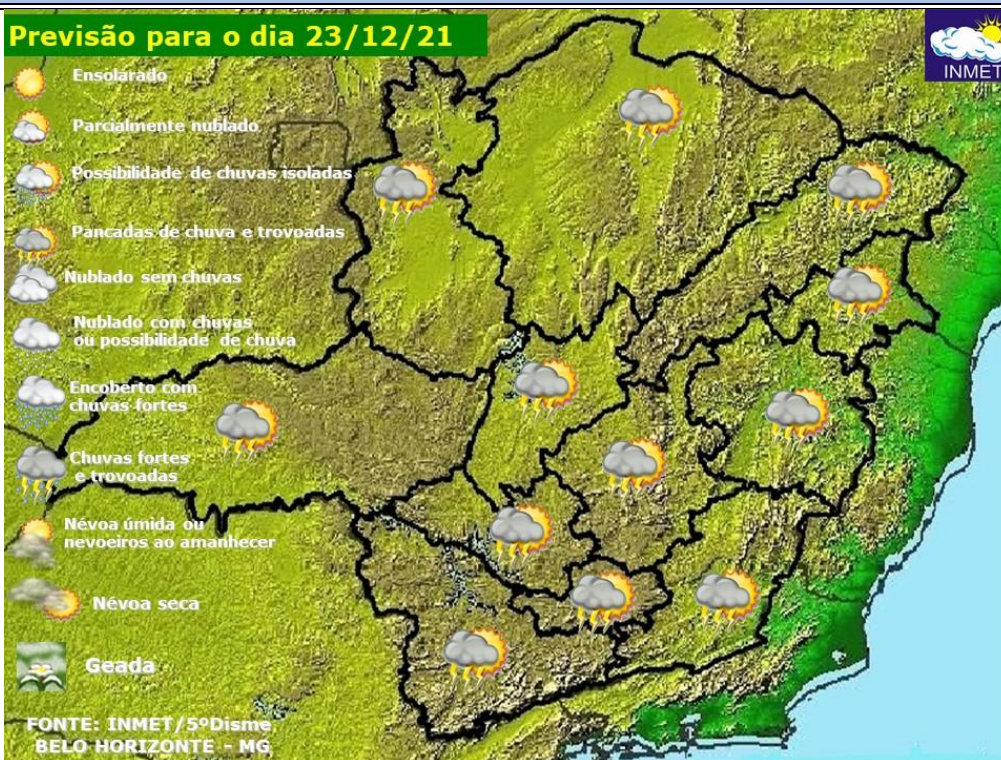 Previsão para o dia 23/12/21
INMET
Ensolarado
Parcialmente nublado
Possibilidade de chuvas isoladas
Pancadas de chuva e trovoadas
Nublado sem chuvas
Nublado com chuvas
ou possibilidade de chuva
Encoberto com
chuvas fortes
Chuvas fortes
e trovoadas
Névoa úmida ou
nevoeiros ao amanhecer
Névoa seca
Geada
FONTE: INMET/5ºDisme
BELO HORIZONTE - MG